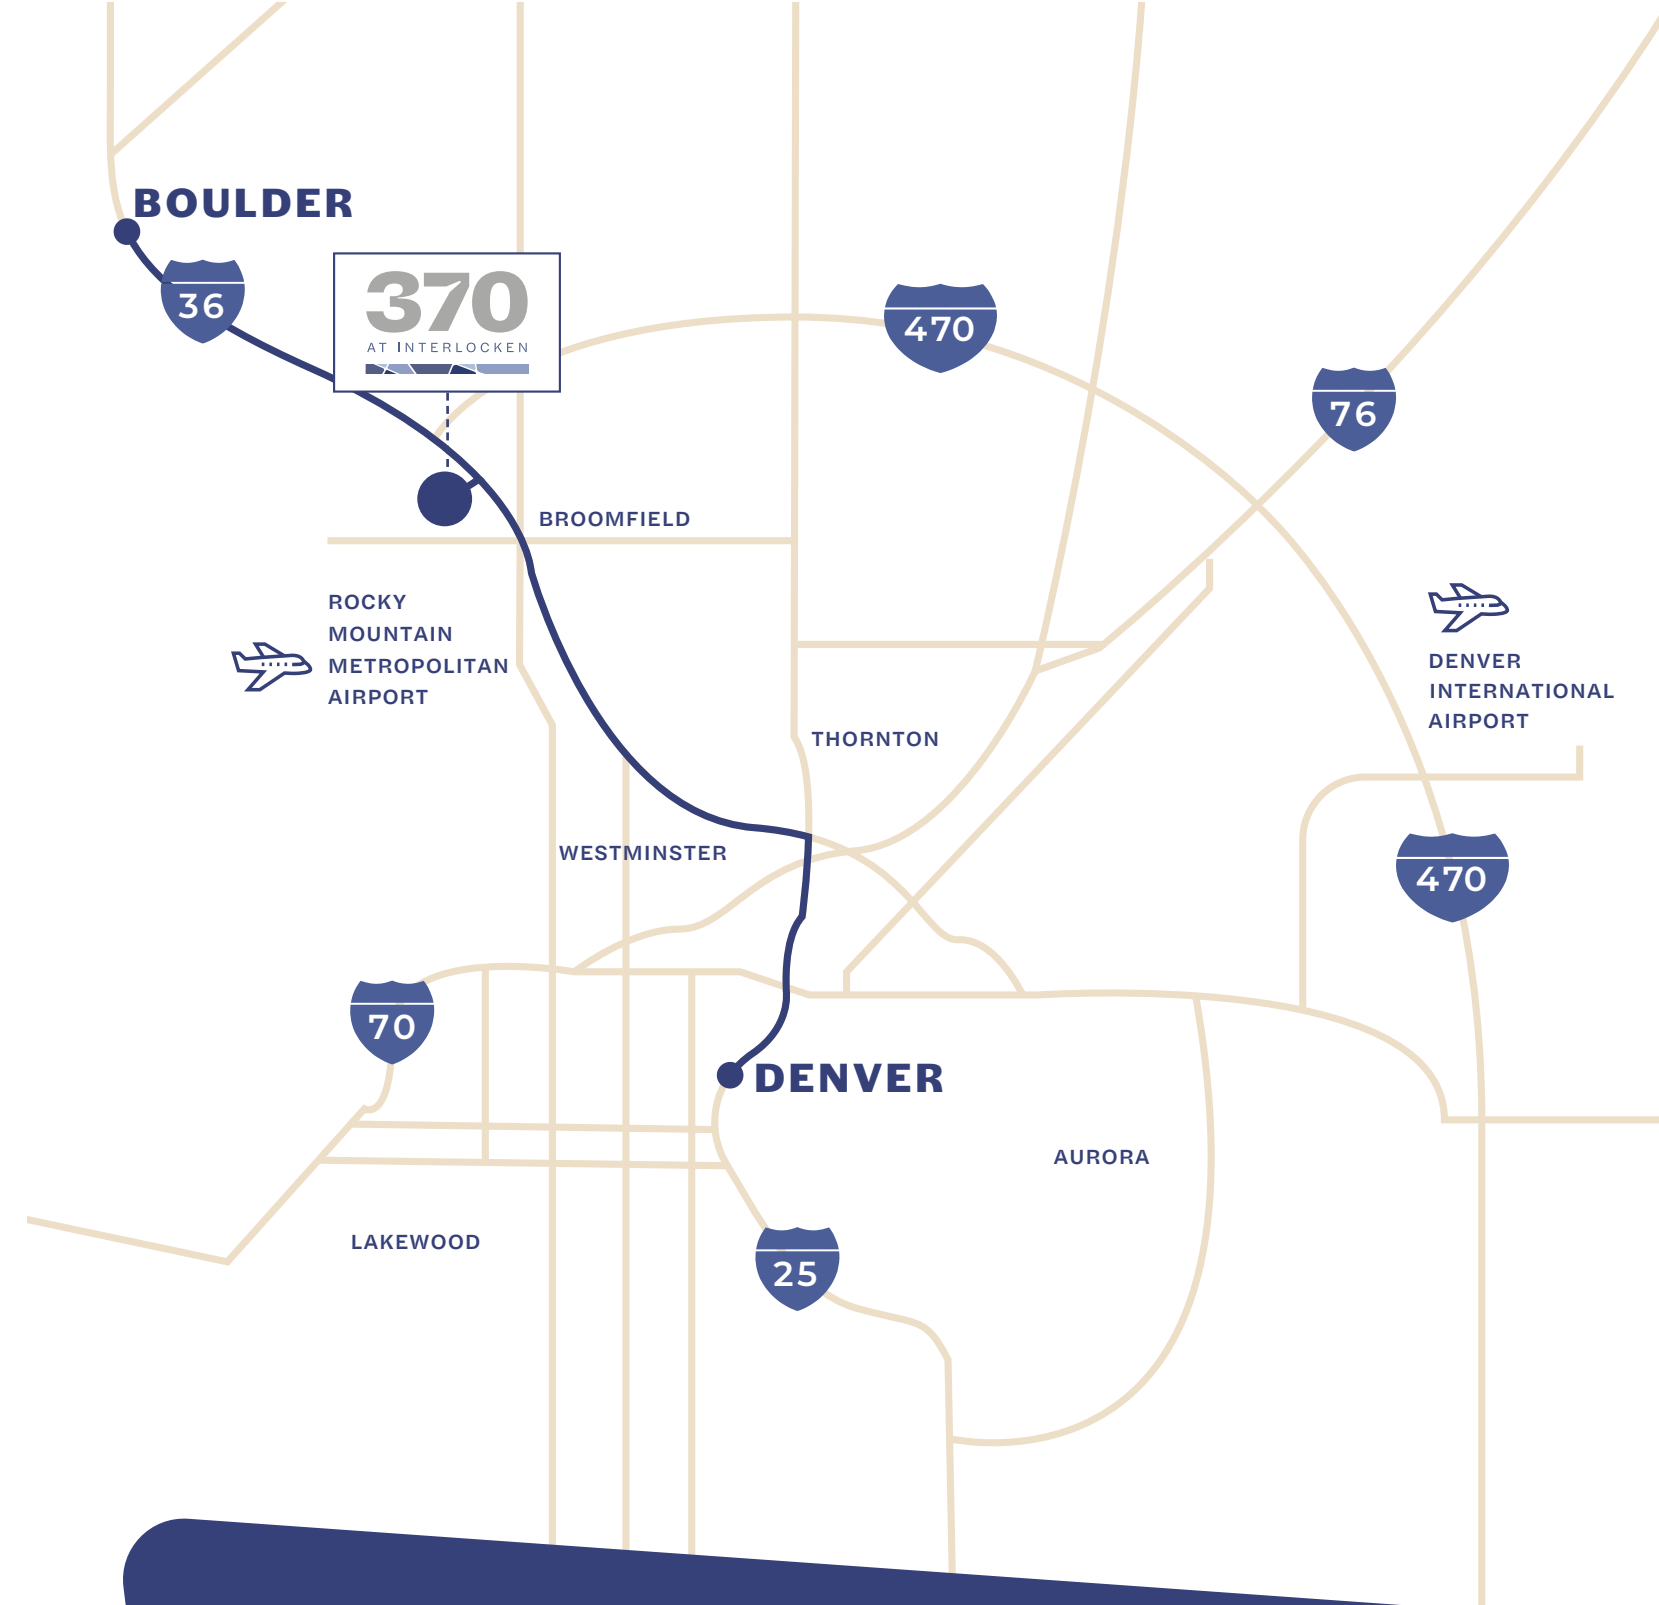 BOULDER
36
370
AT INTERLOCKEN
470
76
BROOMFIELD
ROCKY
MOUNTAIN
METROPOLITAN
AIRPORT
DENVER
INTERNATIONAL
AIRPORT
THORNTON
WESTMINSTER
470
70
DENVER
AURORA
LAKEWOOD
25